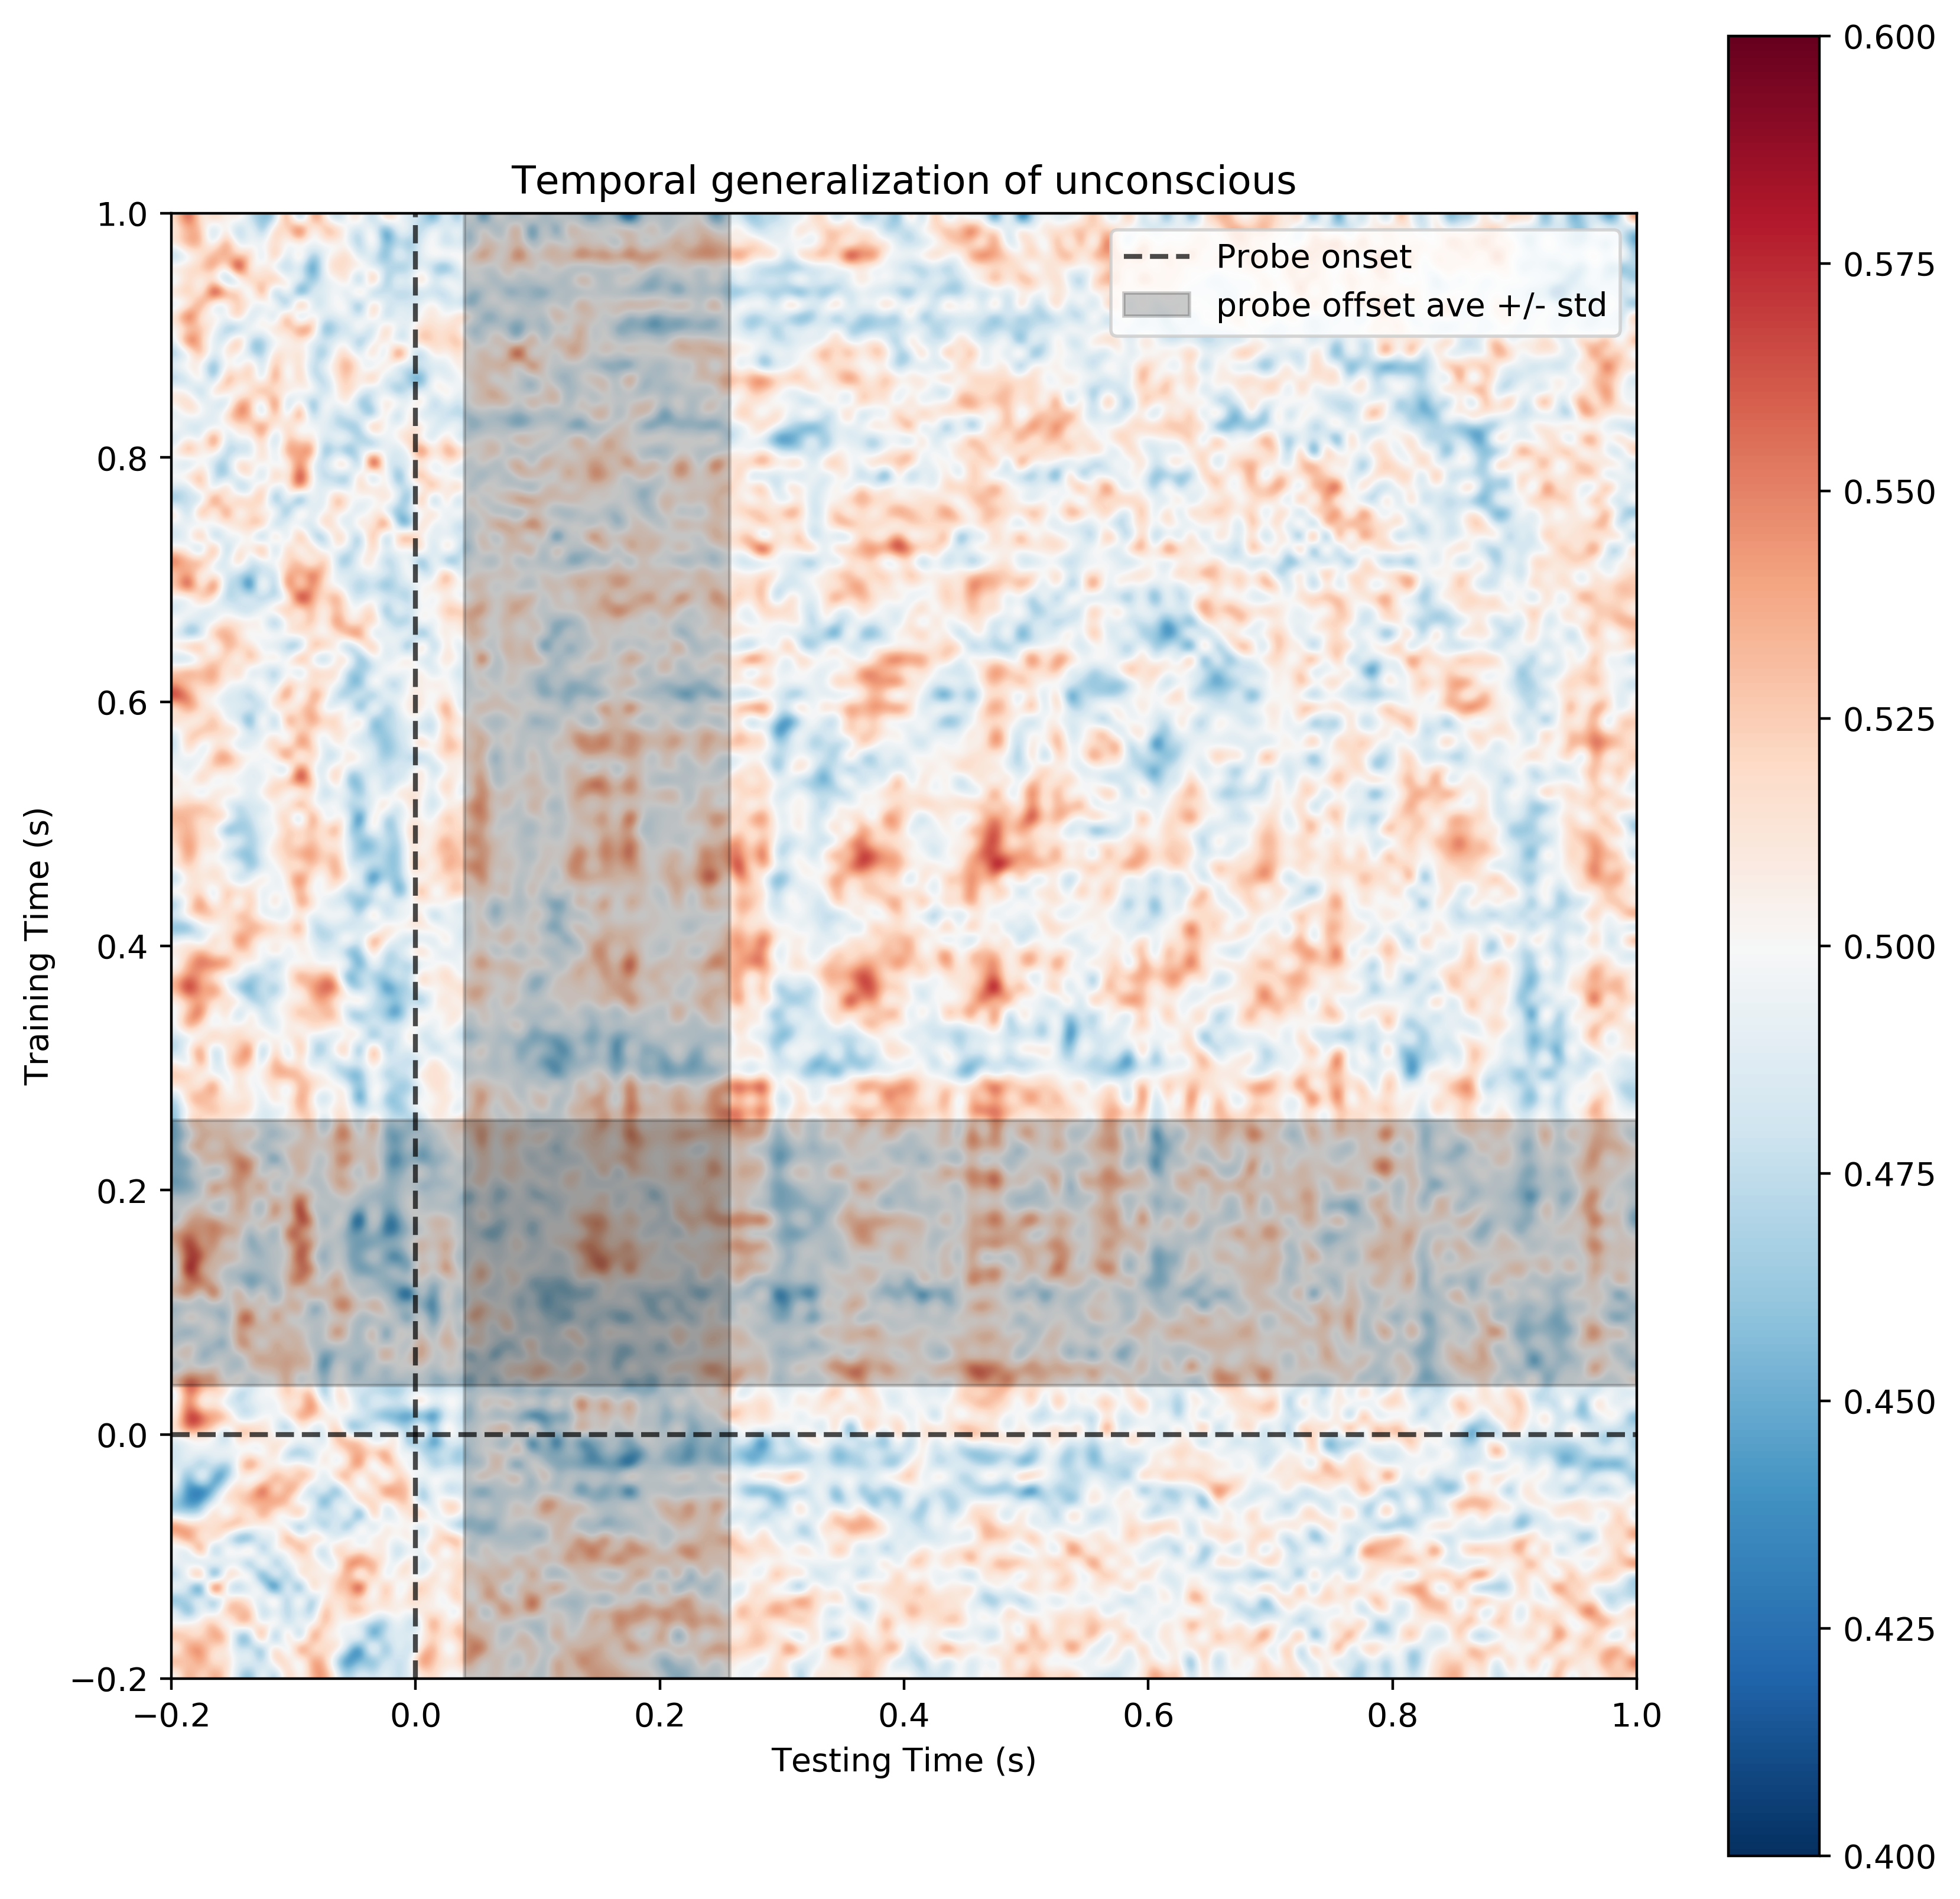 Temporal generalization of unconscious
Probe onset
probe offset ave +/- std
Training Time (s)
1.0
0.8
0.6
0.4
0.2
0.0
−0.2
−0.2 0.0 0.2 0.4 0.6 0.8 1.0
Testing Time (s)
0.600
0.575
0.550
0.525
0.500
0.475
0.450
0.425
0.400